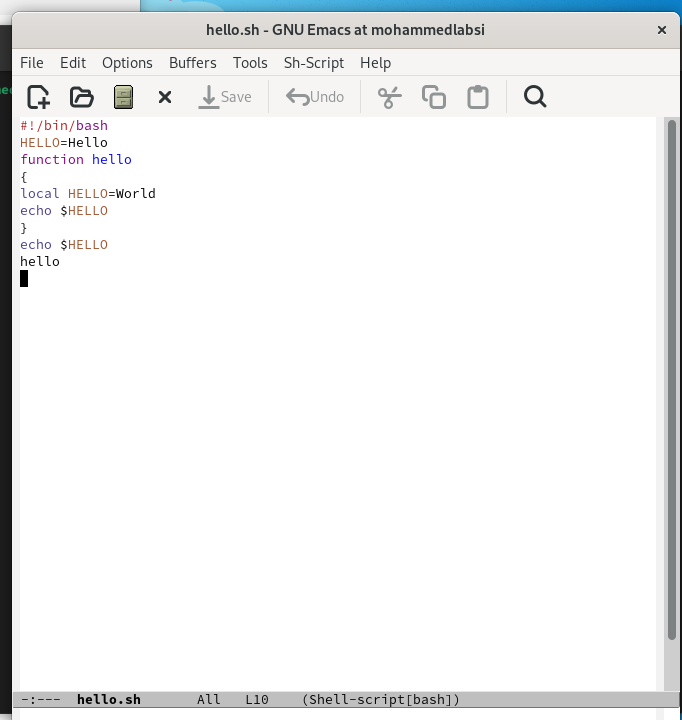 hello.sh - GNU Emacs at mohammedlabsi
File Edit Options Buffers Tools Sh-Script Help
Save Undo
#!/bin/bash
HELLO=Hello
function hello
{
local HELLO=World
echo $HELLO
}
echo $HELLO
hello
-:--- hello.sh All L10 (Shell-script[bash])